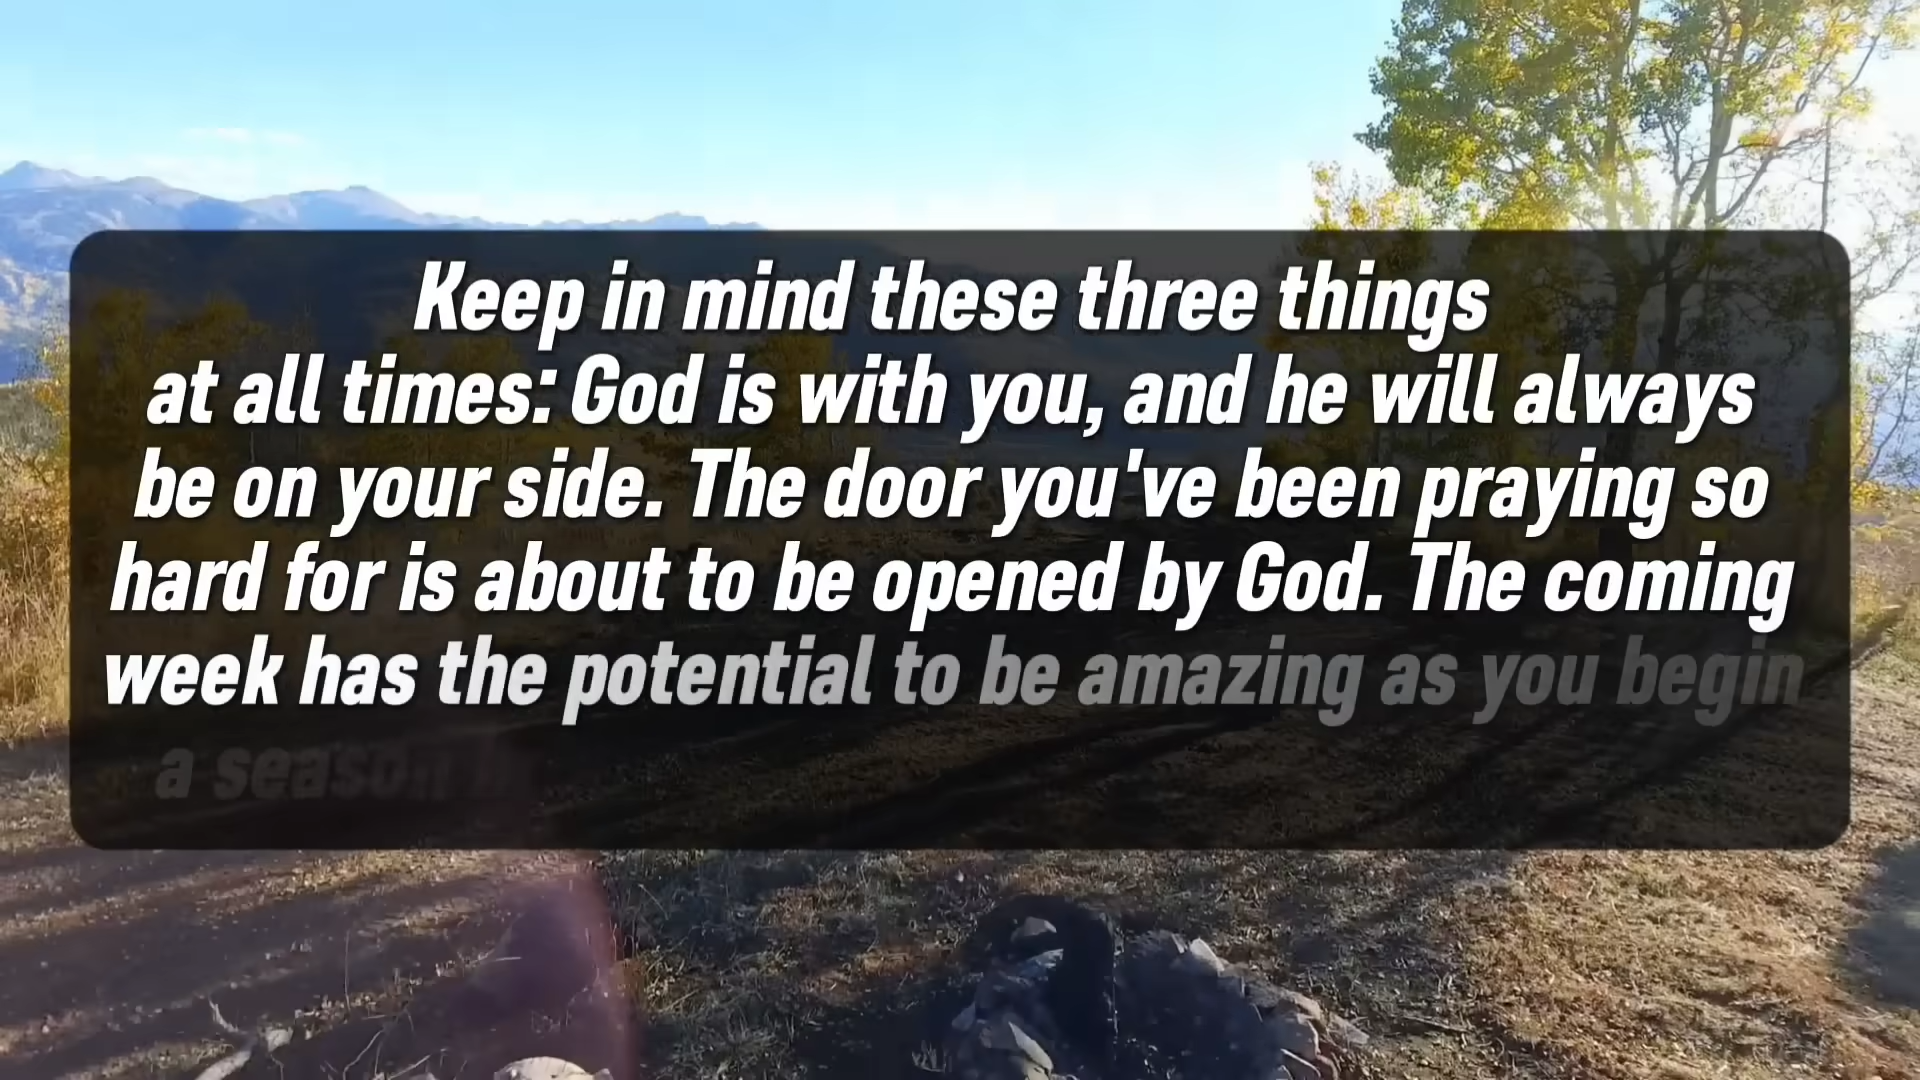 Keep in mind these three things
at all times: God is with you, and he will always
be on your side. The door you've been praying so
hard for is about to be opened by God. The coming
week has the potential to be amazing as you begin
a season